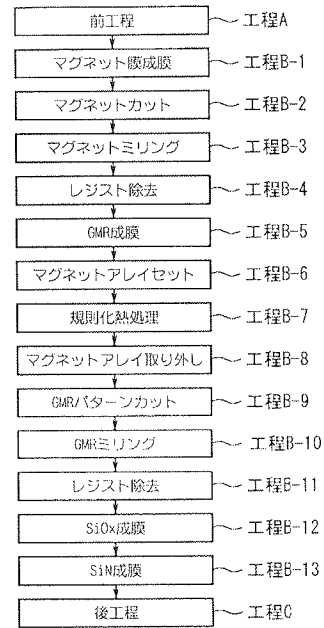 前工程 工程A
マグネット膜成膜 工程B-1
マグネットカット 工程B-2
マグネットミリング 工程B-3
レジスト除去 工程B-4
GMR成膜 工程B-5
マグネットアレイセット 工程B-6
規則化熱処理 工程B-7
マグネットアレイ取り外し 工程B-8
GMRパターンカット 工程B-9
GMRミリング 工程B-10
レジスト除去 工程B-11
SiOx成膜 工程B-12
SiN成膜 工程B-13
後工程 工程C